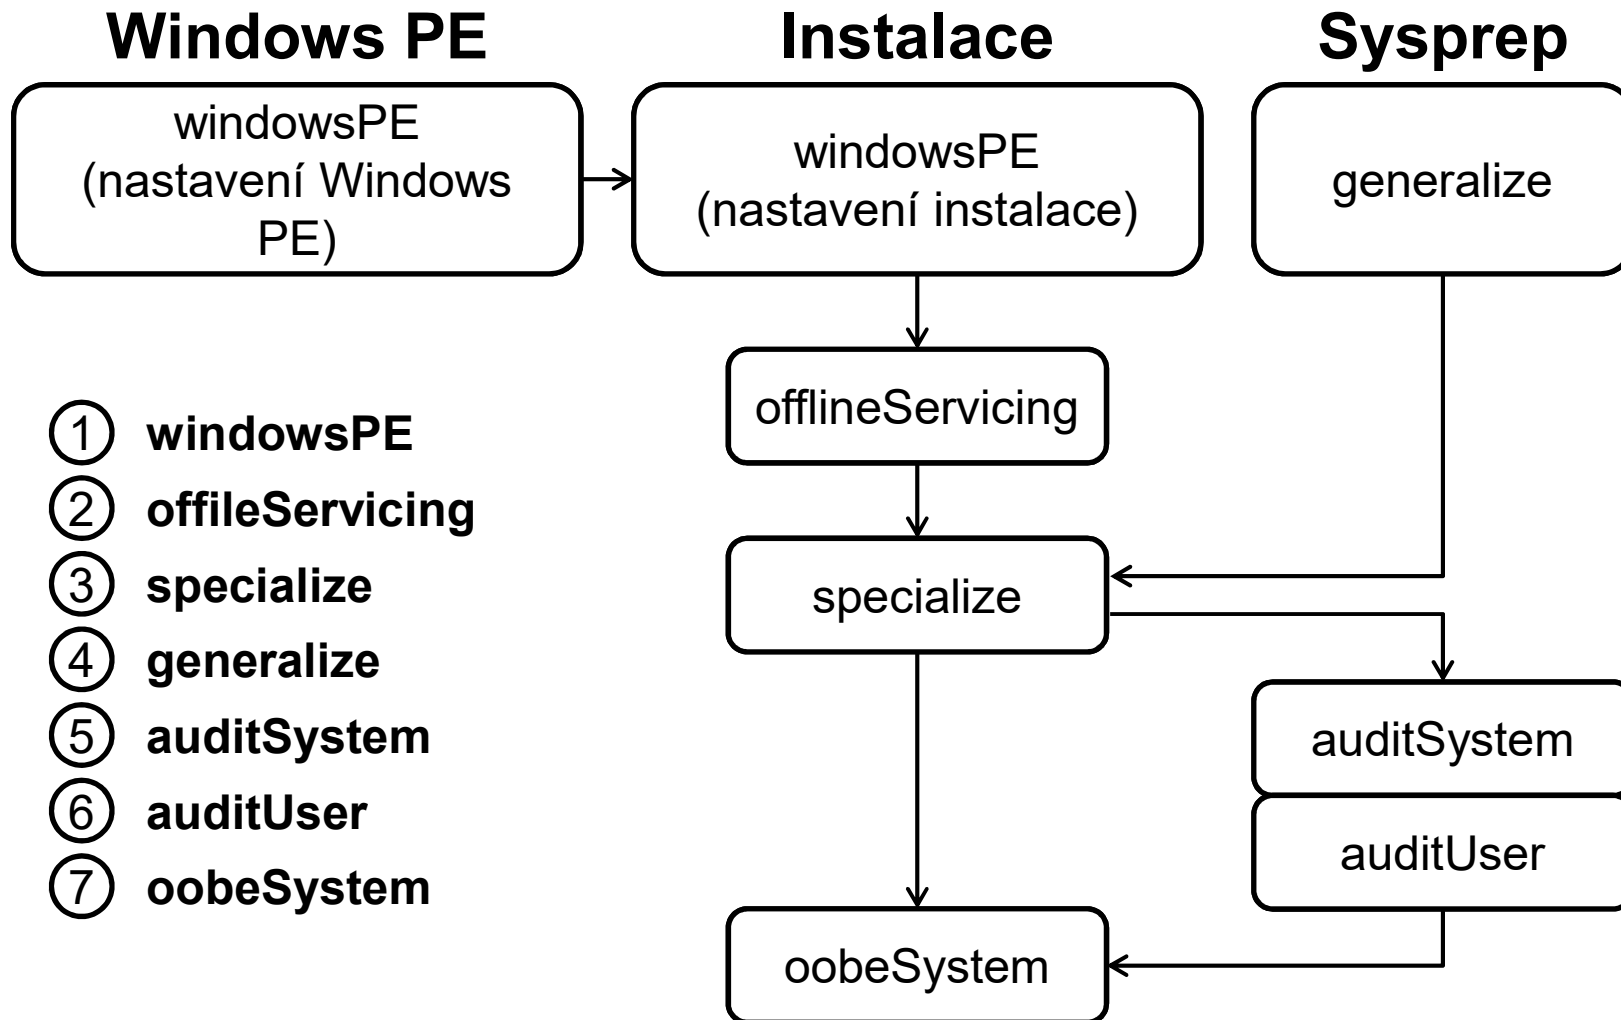 Windows PE
Instalace
Sysprep
windowsPE
(nastavení Windows
PE)
windowsPE
(nastavení instalace)
generalize
offlineServicing
1 windowsPE
2 offileServicing
3 specialize
4 generalize
5 auditSystem
6 auditUser
7 oobeSystem
specialize
auditSystem
auditUser
oobeSystem